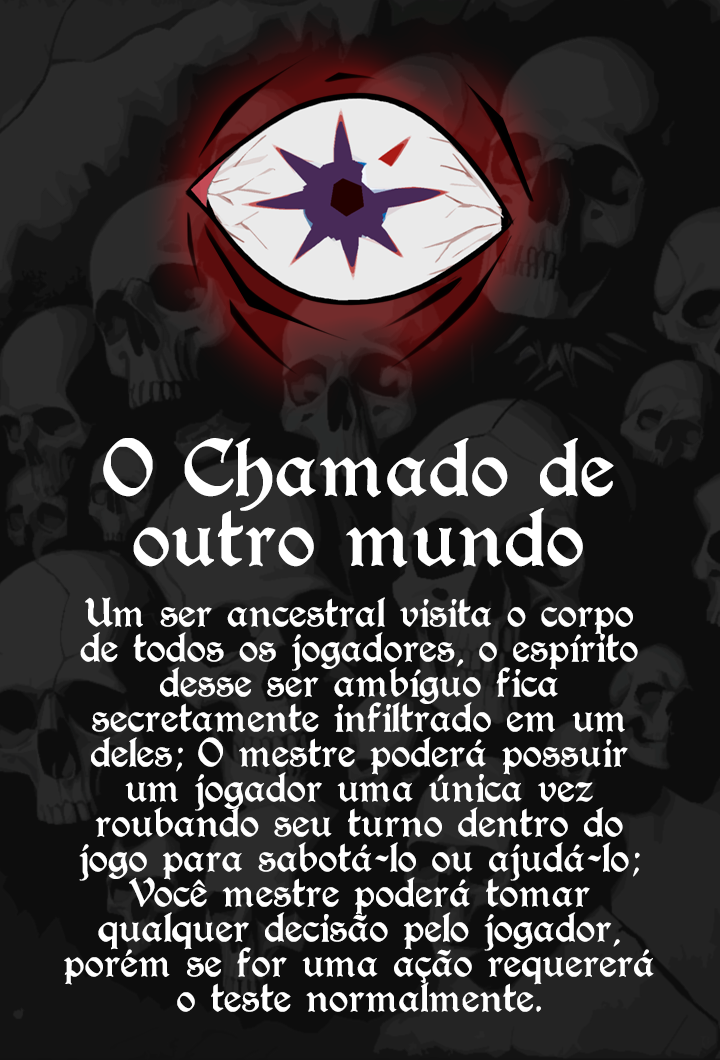 O Chamado de
outro mundo
Um ser ancestral visita o corpo
de todos os jogadores, o espírito
desse ser ambíguo fica
secretamente infiltrado em um
deles; O mestre poderá possuir
um jogador uma única vez
roubando seu turno dentro do
jogo para sabotá-lo ou ajudá-lo;
Você mestre poderá tomar
qualquer decisão pelo jogador,
porém se for uma ação requererá
o teste normalmente.